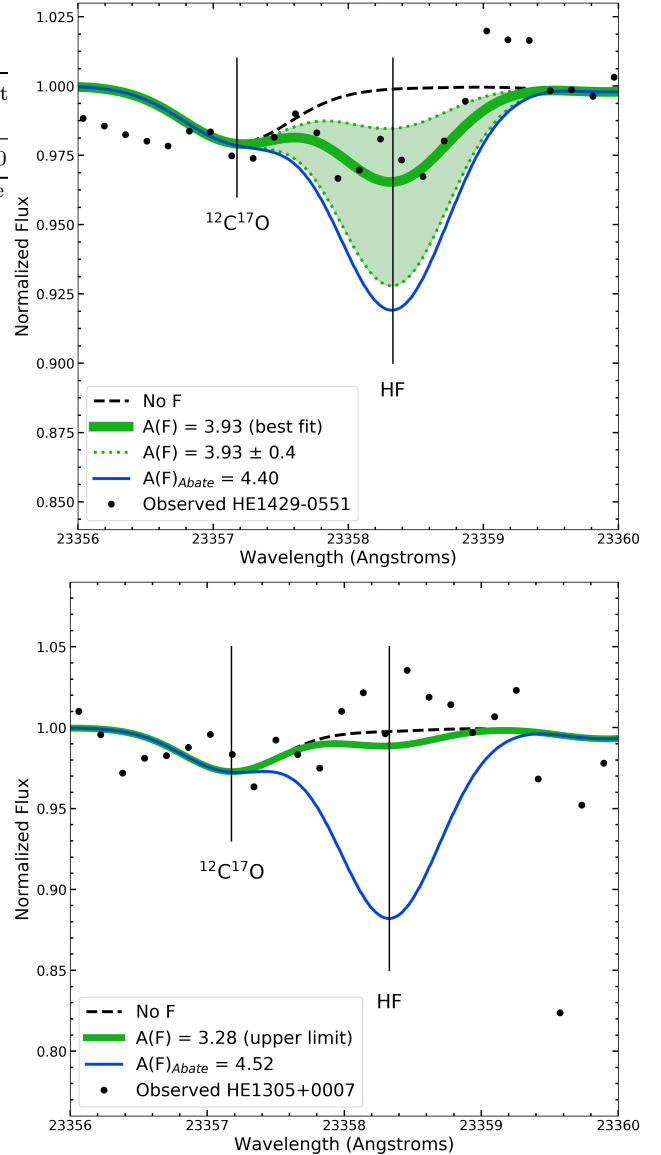 t
0
e
1.025
1.000
0.975
0.950
0.925
0.900
0.875
0.850
Normalized Flux
12C17O
HF
No F
A(F) = 3.93 (best fit)
A(F) = 3.93 ± 0.4
A(F)Abate = 4.40
Observed HE1429-0551
23356 23357 23358 23359 23360
Wavelength (Angstroms)
1.05
1.00
0.95
0.90
0.85
0.80
Normalized Flux
12C17O
HF
No F
A(F) = 3.28 (upper limit)
A(F)Abate = 4.52
Observed HE1305+0007
23356 23357 23358 23359 23360
Wavelength (Angstroms)